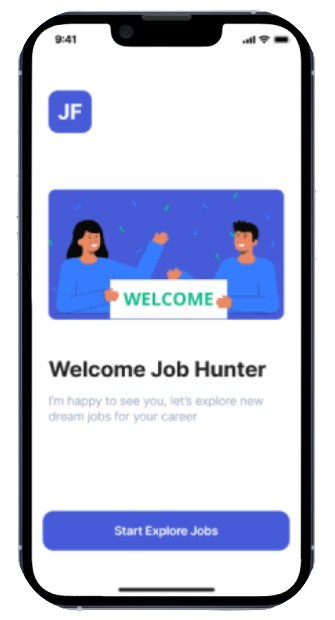 9:41
JF
WELCOME
Welcome Job Hunter
I'm happy to see you, let's explore new
dream jobs for your career
Start Explore Jobs